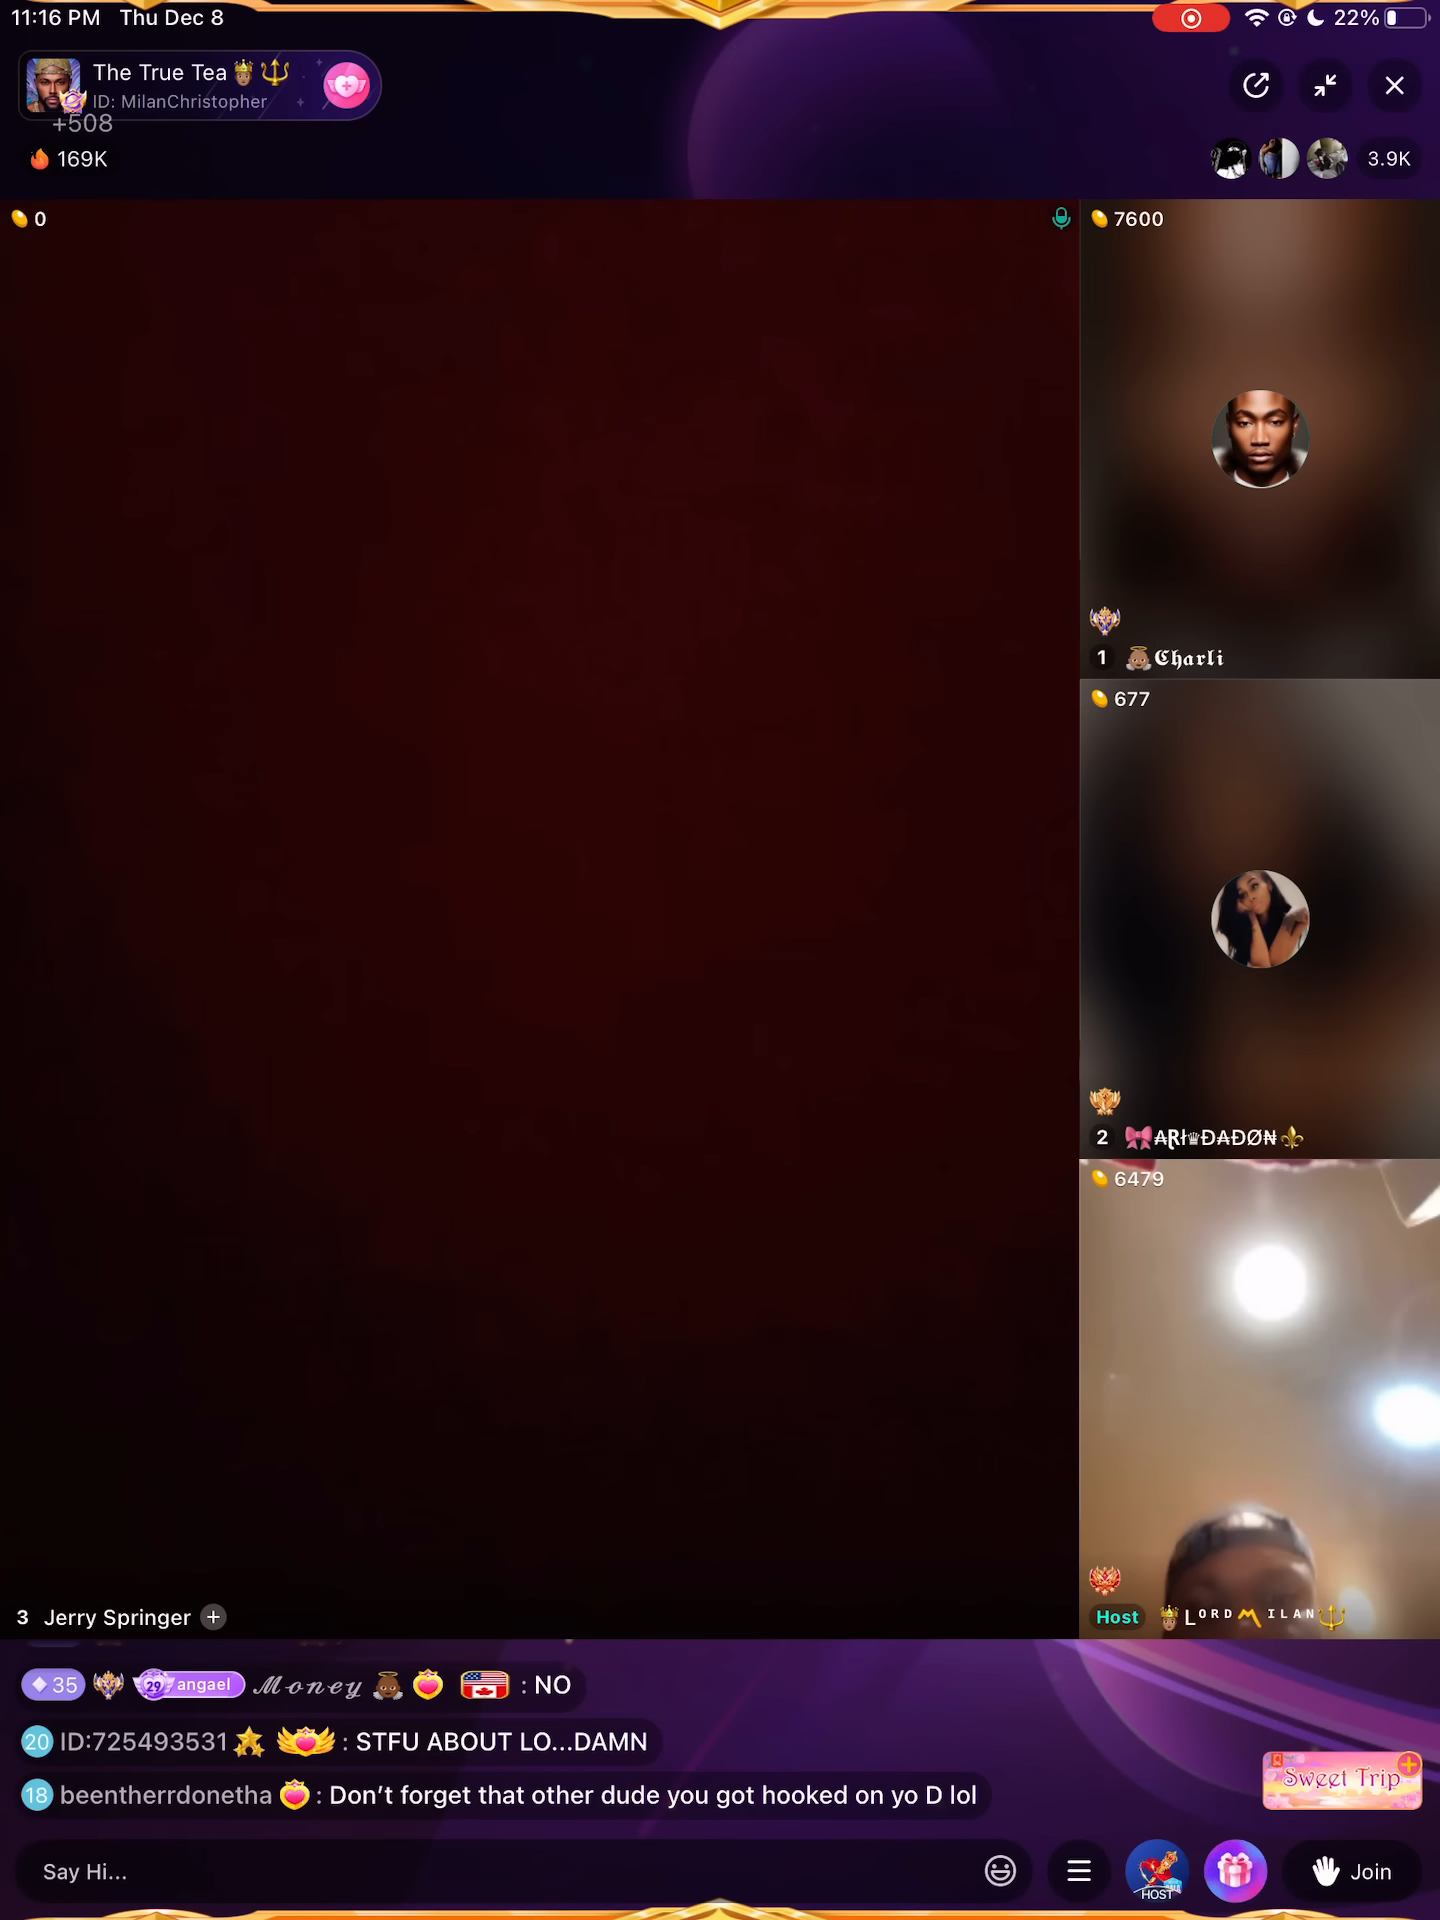 11:16 PM Thu Dec 8
22%
The True Tea🤴🏽🔱
ID: MilanChristopher
+508
169K
3.9K
0
7600
1 👼🏽𝕮𝖍𝖆𝖗𝖑𝖎
677
2 🎀₳Ɽł♛Đ₳ĐØ₦⚜️
6479
Host 🤴🏽Lᴼᴿᴰ〽️ᴵᴸᴬᴺ🔱
3 Jerry Springer +
35 29 angael 𝓜𝓸𝓷𝓮𝔂 👼🏾 : NO
20 ID:725493531 : STFU ABOUT LO...DAMN
18 beentherrdonetha : Don’t forget that other dude you got hooked on yo D lol
Sweet Trip
Say Hi...
HOST
Join